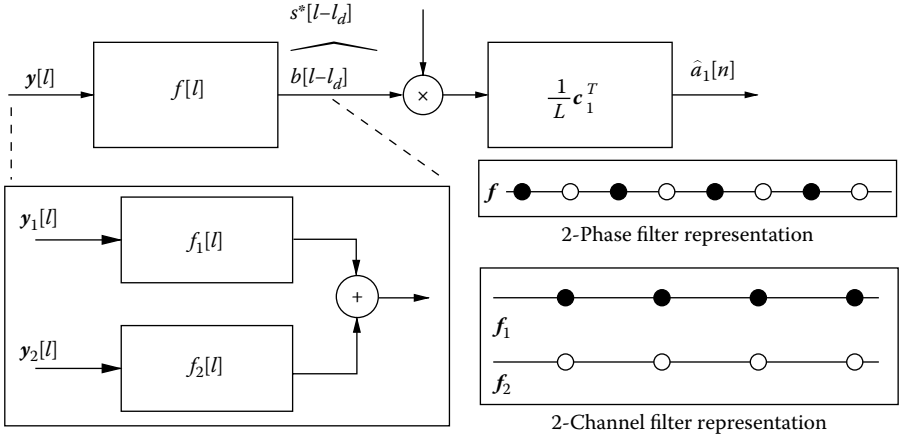 s*[l–l_d]
y[l]
f[l]
b[l–l_d]
×
1/L c_1^T
â_1[n]
f
2-Phase filter representation
y_1[l]
f_1[l]
+
y_2[l]
f_2[l]
f_1
f_2
2-Channel filter representation